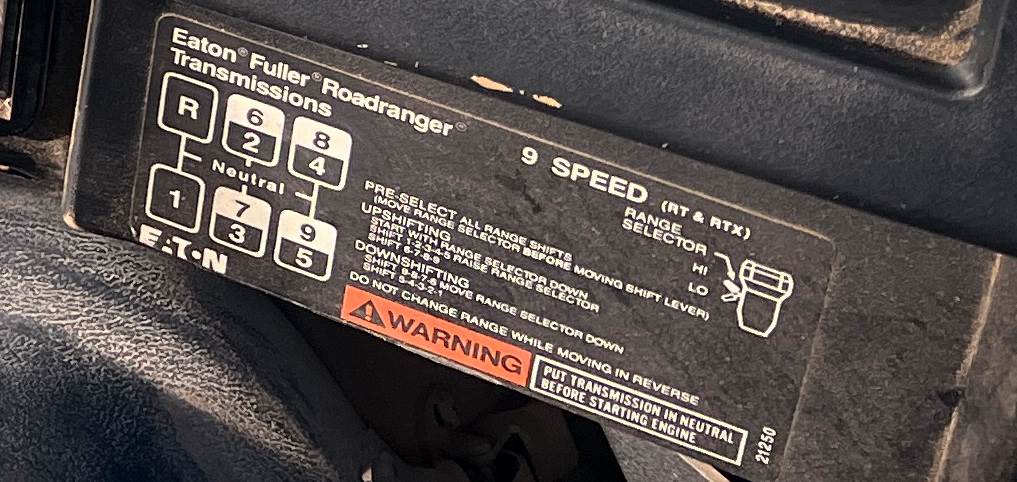 Eaton® Fuller® Roadranger®
Transmissions
R
6
2
8
4
Neutral
1
7
3
9
5
EATON
9 SPEED (RT & RTX)
RANGE
SELECTOR
HI
LO
PRE-SELECT ALL RANGE SHIFTS
(MOVE RANGE SELECTOR BEFORE MOVING SHIFT LEVER)
UPSHIFTING
START WITH RANGE SELECTOR DOWN
SHIFT 1-2-3-4-5 RAISE RANGE SELECTOR
SHIFT 6-7-8-9
DOWNSHIFTING
SHIFT 9-8-7-6 MOVE RANGE SELECTOR DOWN
SHIFT 5-4-3-2-1
DO NOT CHANGE RANGE WHILE MOVING IN REVERSE
WARNING
PUT TRANSMISSION IN NEUTRAL
BEFORE STARTING ENGINE
21250